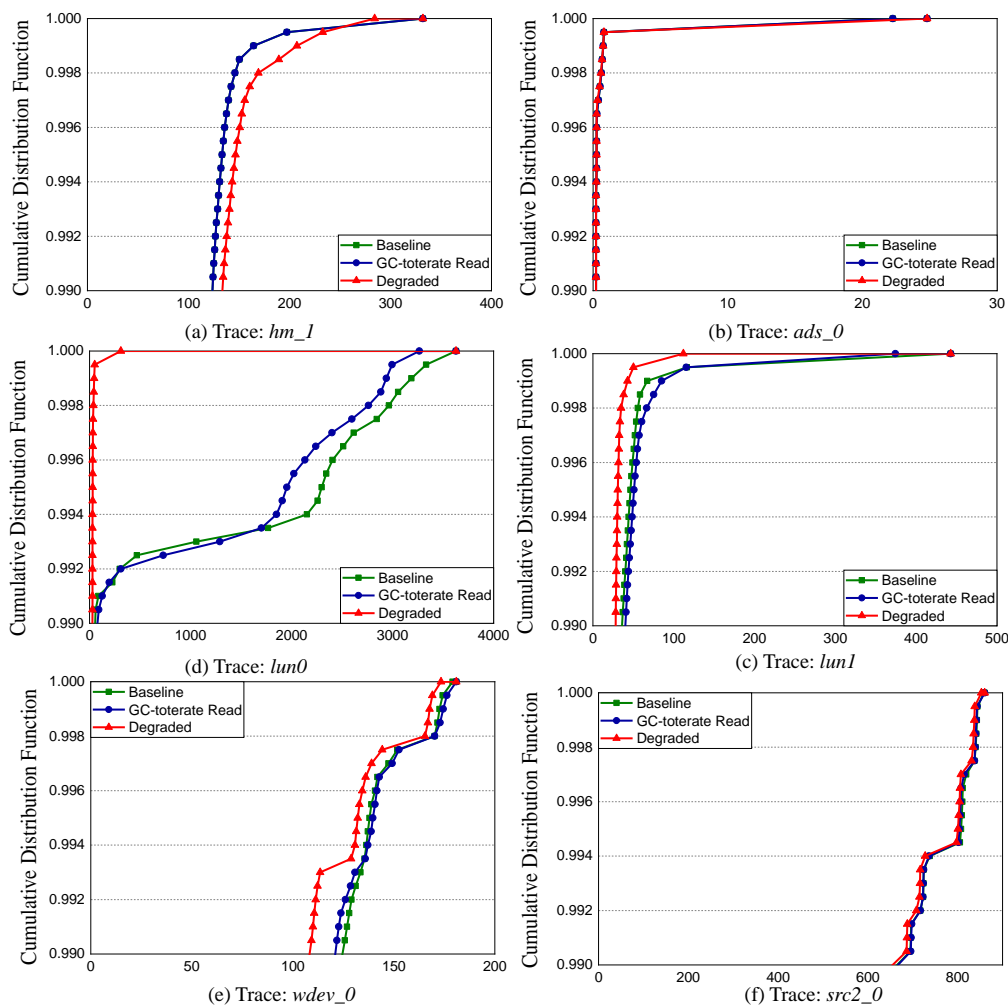 1.000
0.998
0.996
0.994
0.992
0.990
Cumulative Distribution Function
Baseline
GC-toterate Read
Degraded
0 100 200 300 400
(a) Trace: hm_1
1.000
0.998
0.996
0.994
0.992
0.990
Cumulative Distribution Function
Baseline
GC-toterate Read
Degraded
0 10 20 30
(b) Trace: ads_0
1.000
0.998
0.996
0.994
0.992
0.990
Cumulative Distribution Function
Baseline
GC-toterate Read
Degraded
0 1000 2000 3000 4000
(d) Trace: lun0
1.000
0.998
0.996
0.994
0.992
0.990
Cumulative Distribution Function
Baseline
GC-toterate Read
Degraded
0 100 200 300 400 500
(c) Trace: lun1
1.000
0.998
0.996
0.994
0.992
0.990
Cumulative Distribution Function
Baseline
GC-toterate Read
Degraded
0 50 100 150 200
(e) Trace: wdev_0
1.000
0.998
0.996
0.994
0.992
0.990
Cumulative Distribution Function
Baseline
GC-toterate Read
Degraded
0 200 400 600 800
(f) Trace: src2_0